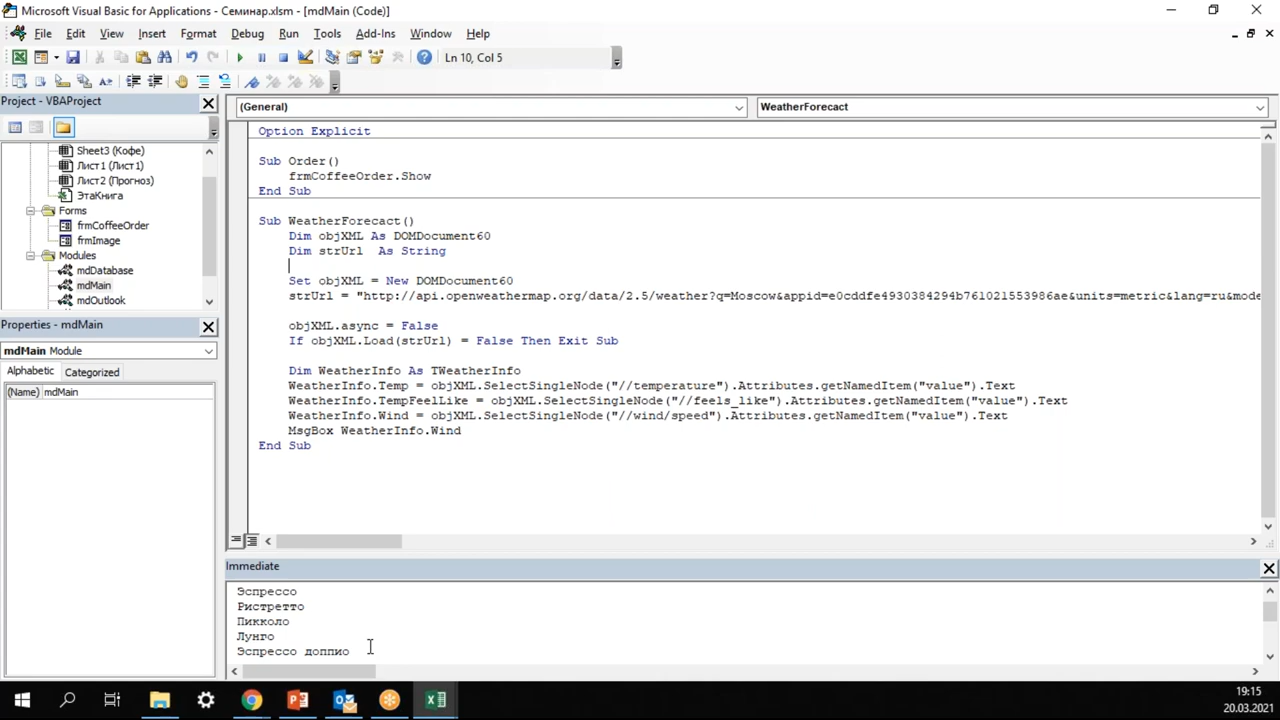 Microsoft Visual Basic for Applications - Семинар.xlsm - [mdMain (Code)]
File Edit View Insert Format Debug Run Tools Add-Ins Window Help
Ln 10, Col 5
Project - VBAProject
(General)
WeatherForecact
Sheet3 (Кофе)
Лист1 (Лист1)
Лист2 (Прогноз)
ЭтаКнига
Forms
frmCoffeeOrder
frmImage
Modules
mdDatabase
mdMain
mdOutlook
Properties - mdMain
mdMain Module
Alphabetic Categorized
(Name) mdMain
Option Explicit
Sub Order()
frmCoffeeOrder.Show
End Sub
Sub WeatherForecact()
Dim objXML As DOMDocument60
Dim strUrl  As String
Set objXML = New DOMDocument60
strUrl = "http://api.openweathermap.org/data/2.5/weather?q=Moscow&appid=e0cddfe4930384294b761021553986ae&units=metric&lang=ru&mode
objXML.async = False
If objXML.Load(strUrl) = False Then Exit Sub
Dim WeatherInfo As TWeatherInfo
WeatherInfo.Temp = objXML.SelectSingleNode("//temperature").Attributes.getNamedItem("value").Text
WeatherInfo.TempFeelLike = objXML.SelectSingleNode("//feels_like").Attributes.getNamedItem("value").Text
WeatherInfo.Wind = objXML.SelectSingleNode("//wind/speed").Attributes.getNamedItem("value").Text
MsgBox WeatherInfo.Wind
End Sub
Immediate
Эспрессо
Ристретто
Пикколо
Лунго
Эспрессо доппио
19:15
20.03.2021